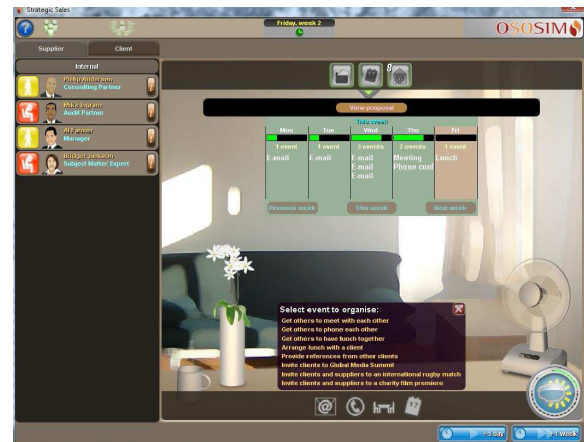 Strategic Sales
Friday, week 2
OSOSIM
Supplier
Client
Internal
Philip Andersen
Consulting Partner
Mike Ingram
Audit Partner
Al Farmer
Manager
Bridget Jackson
Subject Matter Expert
8
View proposal
This week
Mon Tue Wed Thu Fri
1 event 1 event 3 events 2 events 1 event
E-mail E-mail E-mail Meeting Lunch
E-mail Phone conf
E-mail
Previous week This week Next week
Select event to organise:
Get others to meet with each other
Get others to phone each other
Get others to have lunch together
Arrange lunch with a client
Provide references from other clients
Invite clients to Global Media Summit
Invite clients and suppliers to an international rugby match
Invite clients and suppliers to a charity film premiere
@ 17
+1 day +1 week